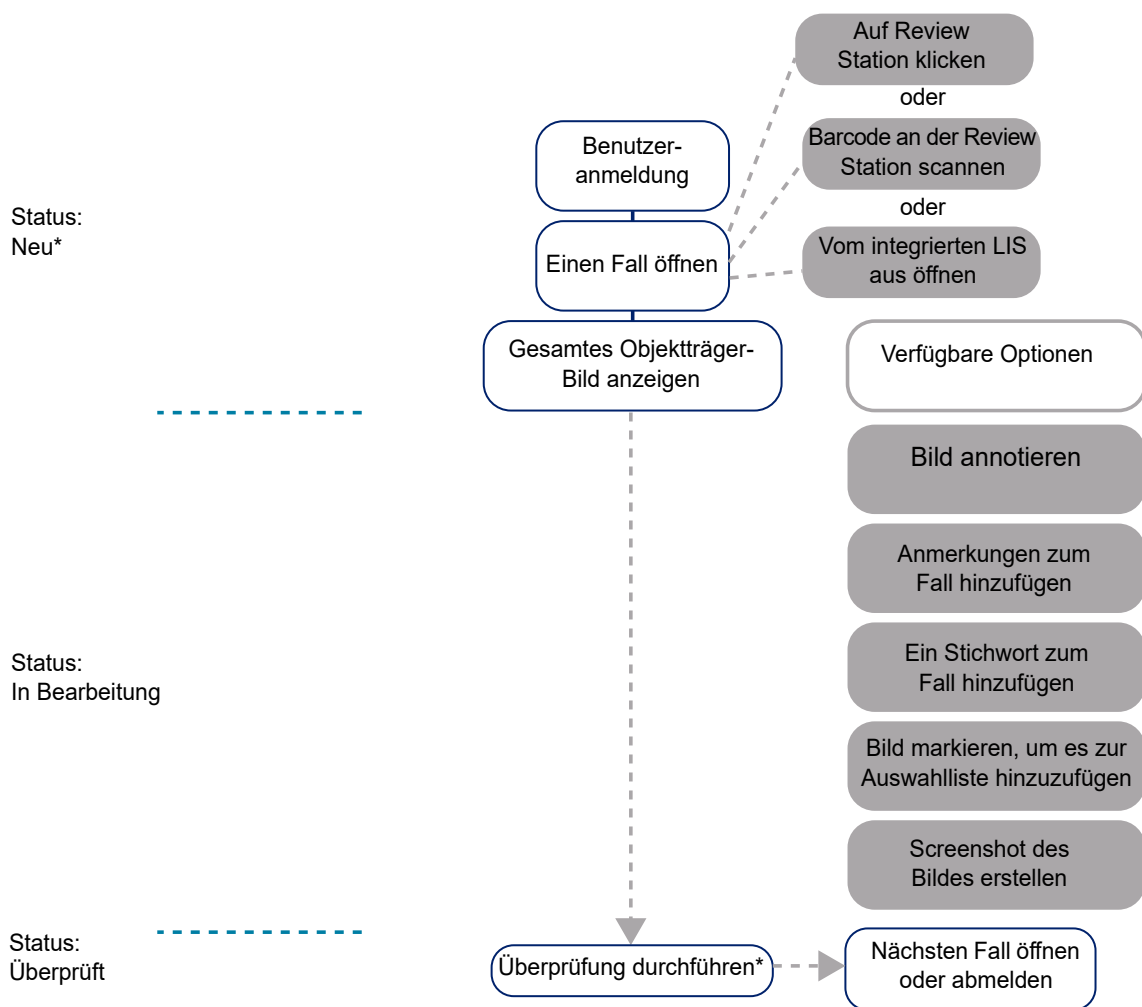 Auf Review
Station klicken
oder
Benutzer-
anmeldung
Barcode an der Review
Station scannen
oder
Status:
Neu*
Einen Fall öffnen
Vom integrierten LIS
aus öffnen
Gesamtes Objektträger-
Bild anzeigen
Verfügbare Optionen
Bild annotieren
Anmerkungen zum
Fall hinzufügen
Status:
In Bearbeitung
Ein Stichwort zum
Fall hinzufügen
Bild markieren, um es zur
Auswahlliste hinzuzufügen
Screenshot des
Bildes erstellen
Status:
Überprüft
Überprüfung durchführen*
Nächsten Fall öffnen
oder abmelden